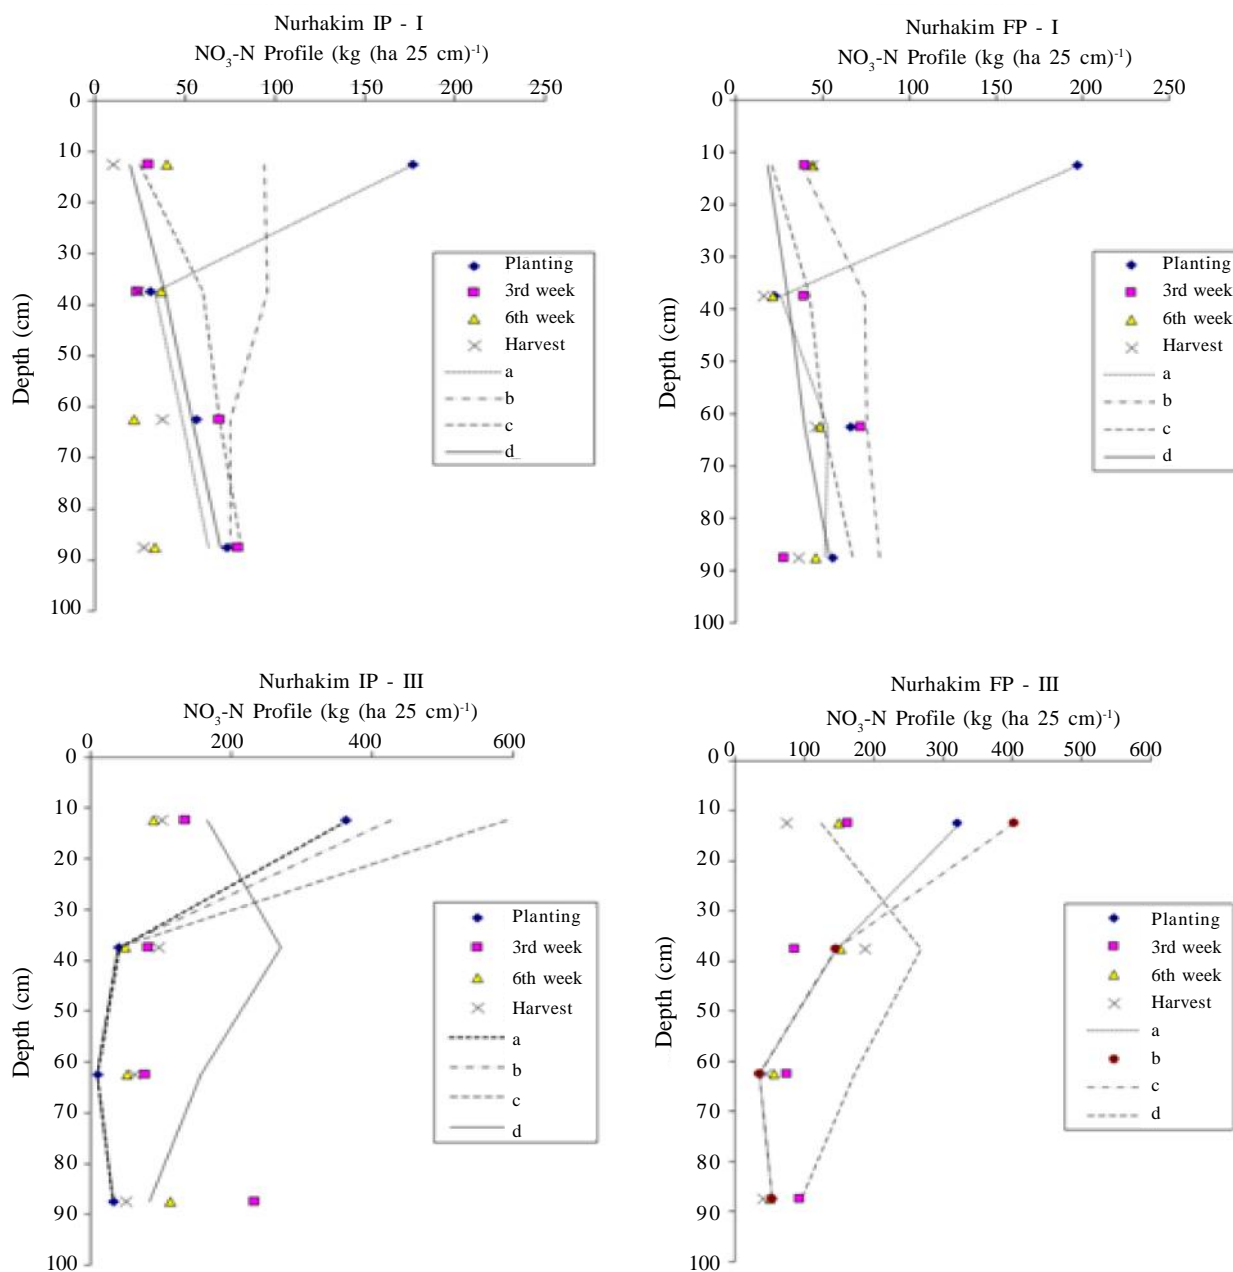 Nurhakim IP - I
NO₃-N Profile (kg (ha 25 cm)⁻¹)
0 50 100 150 200 250
0
10
20
30
40
50
60
70
80
90
100
Depth (cm)
Planting
3rd week
6th week
Harvest
a
b
c
d_
Nurhakim FP - I
NO₃-N Profile (kg (ha 25 cm)⁻¹)
0 50 100 150 200 250
0
10
20
30
40
50
60
70
80
90
100
Depth (cm)
Planting
3rd week
6th week
Harvest
a
b
c
d
Nurhakim IP - III
NO₃-N Profile (kg (ha 25 cm)⁻¹)
0 200 400 600
0
10
20
30
40
50
60
70
80
90
100
Depth (cm)
Planting
3rd week
6th week
Harvest
a
b
c
d
Nurhakim FP - III
NO₃-N Profile (kg (ha 25 cm)⁻¹)
0 100 200 300 400 500 600
0
10
20
30
40
50
60
70
80
90
100
Depth (cm)
Planting
3rd week
6th week
Harvest
a
b
c
d